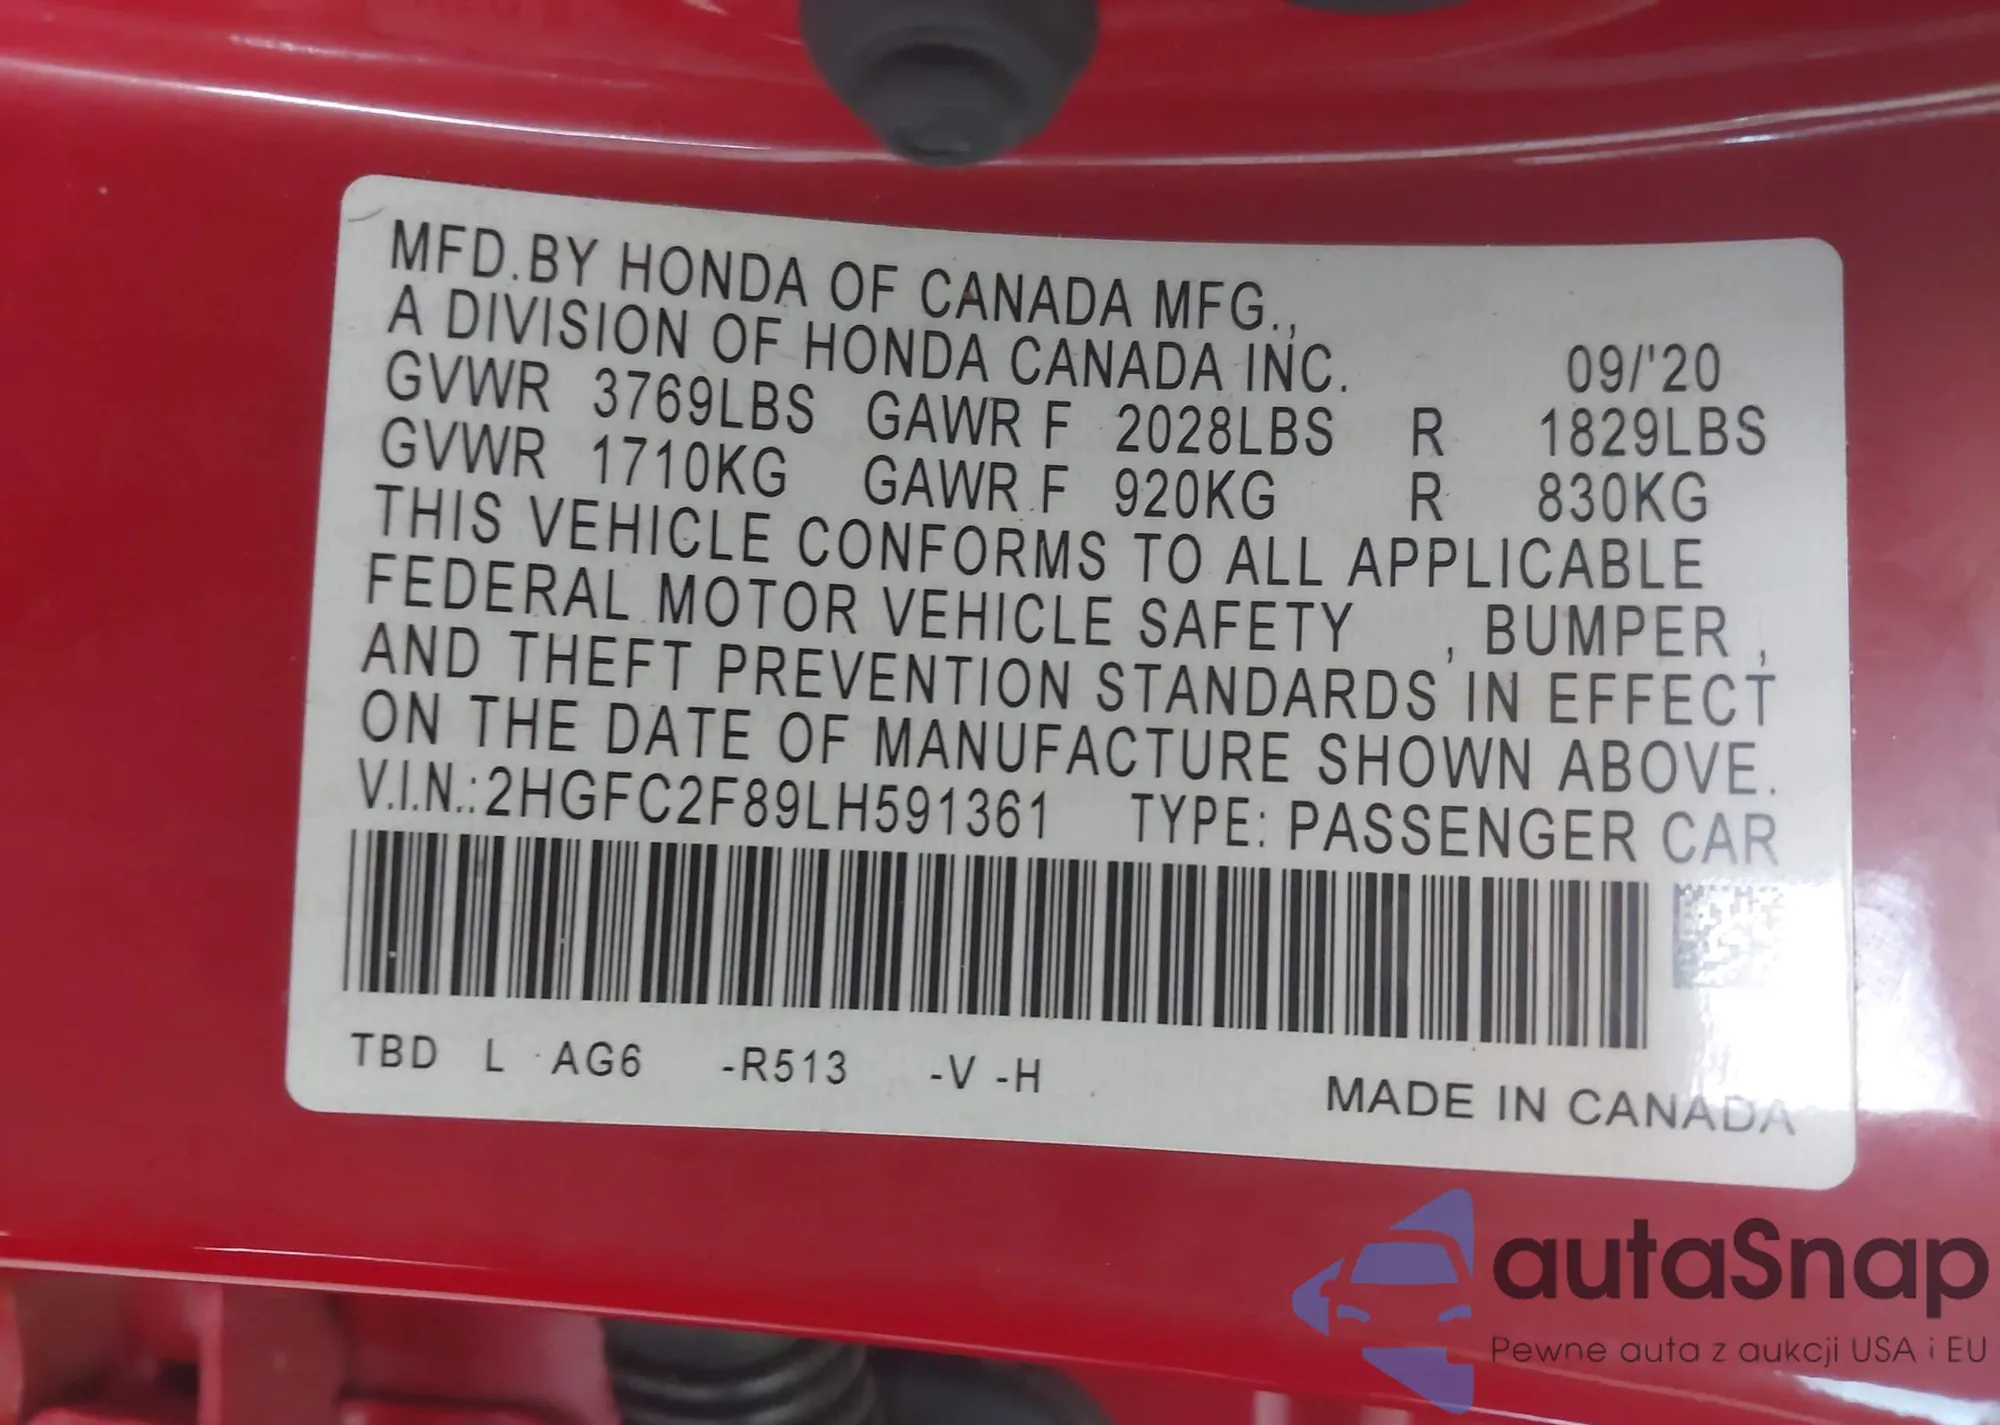 MFD.BY HONDA OF CANADA MFG.,
A DIVISION OF HONDA CANADA INC. 09/'20
GVWR 3769LBS GAWR F 2028LBS R 1829LBS
GVWR 1710KG GAWR F 920KG R 830KG
THIS VEHICLE CONFORMS TO ALL APPLICABLE
FEDERAL MOTOR VEHICLE SAFETY , BUMPER ,
AND THEFT PREVENTION STANDARDS IN EFFECT
ON THE DATE OF MANUFACTURE SHOWN ABOVE.
V.I.N.:2HGFC2F89LH591361 TYPE: PASSENGER CAR
TBD L AG6 -R513 -V -H
MADE IN CANADA
autaSnap
Pewne auta z aukcji USA i EU